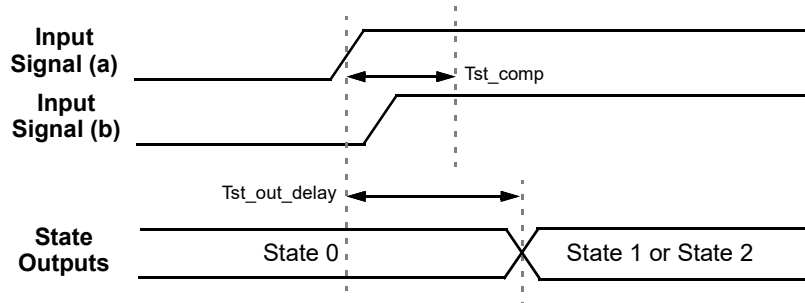 Input
Signal (a)
Tst_comp
Input
Signal (b)
Tst_out_delay
State
Outputs
State 0
State 1 or State 2